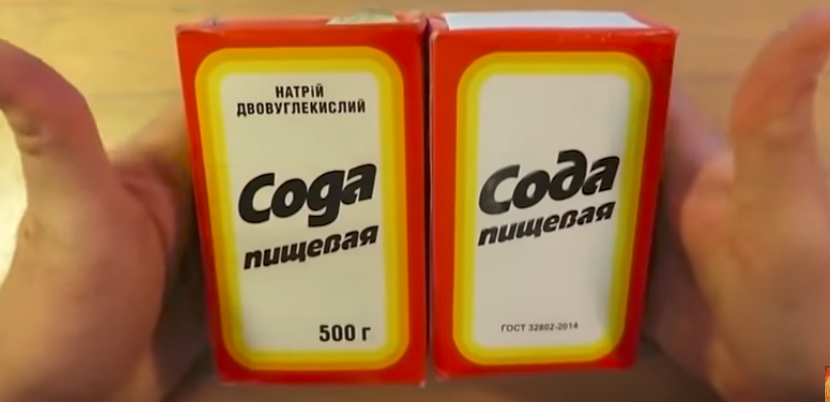 НАТРІЙ
ДВОВУГЛЕКИСЛИЙ
Сода
пищевая
500 г
Сода
пищевая
ГОСТ 32802-2014